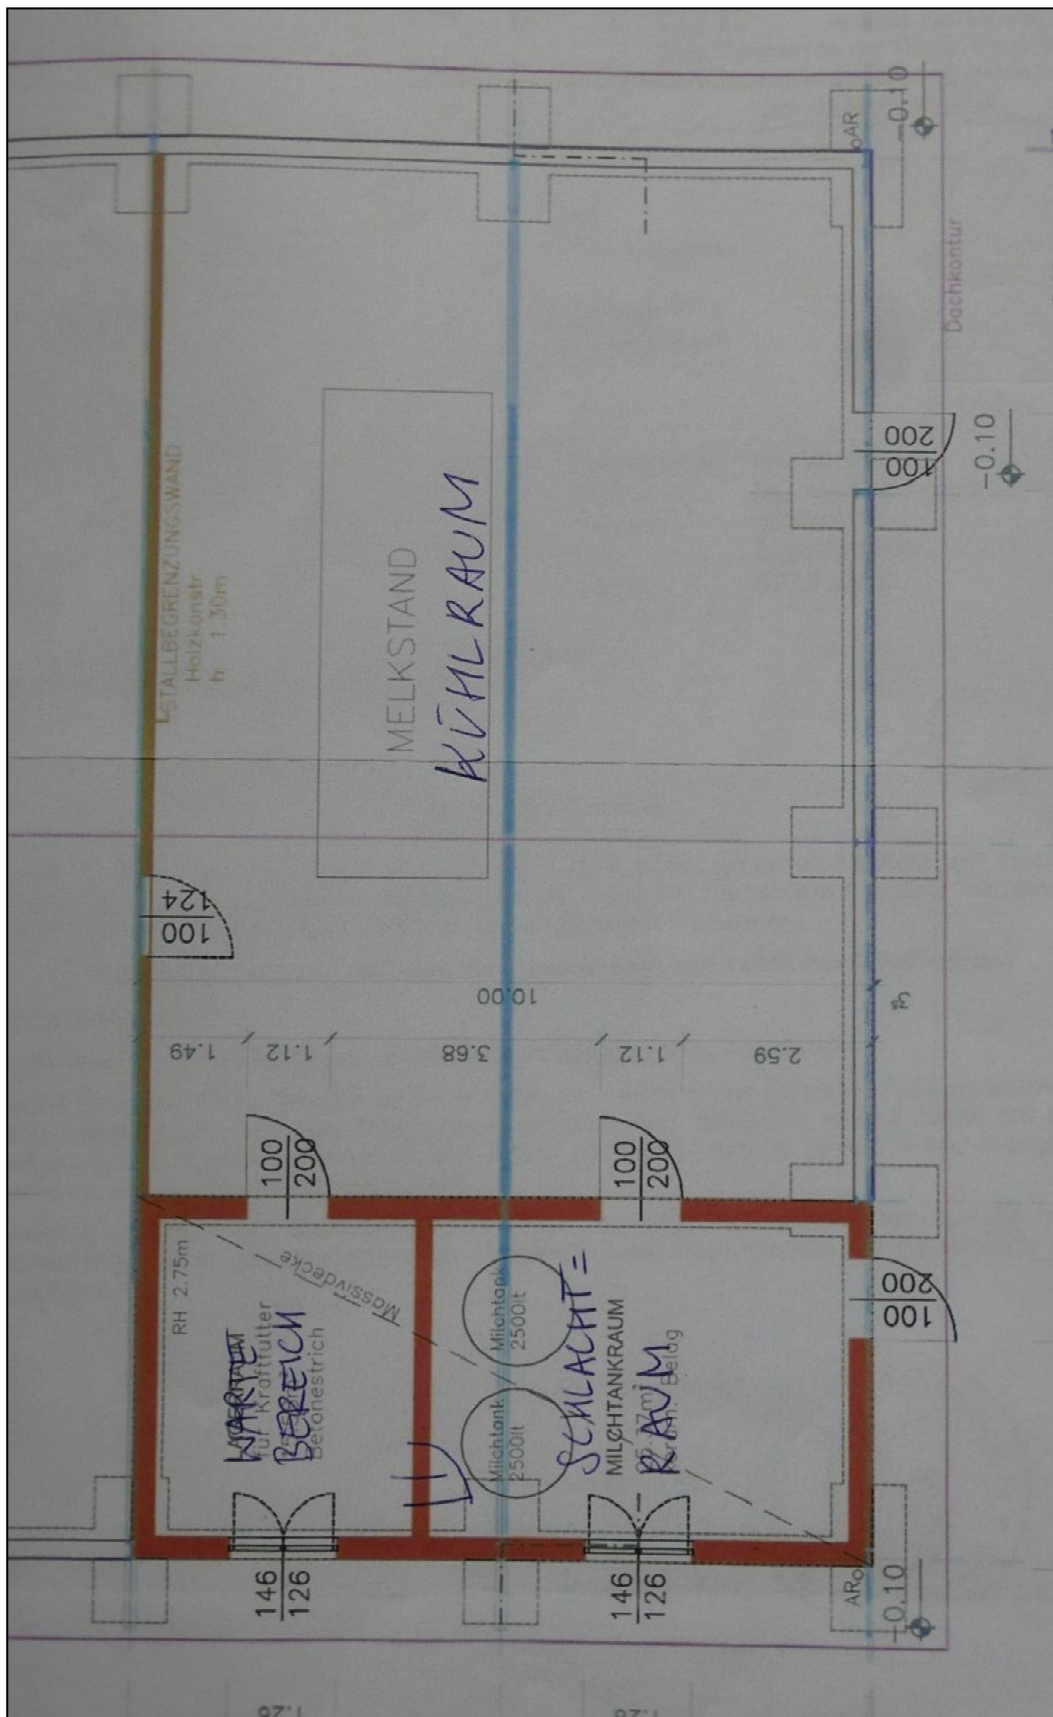 -0.10
AR
Dachkontur
200
100
-0.10
STALLBEGRENZUNGSWAND
Holzkonstr
h 1.30m
MELKSTAND
KÜHLRAUM
124
100
10.00
1.49
1.12
3.68
1.12
2.59
100
200
100
200
RH 2.75m
Massivdecke
LAGERRAUM
für Kraftfutter
Betonestrich
WARTE
BEREICH
Milchtank
2500lt
Milchtank
2500lt
SCHLACHT=
RAUM
MILCHTANKRAUM
Belag
200
100
146
126
146
126
AR
-0.10
1.26
1.26